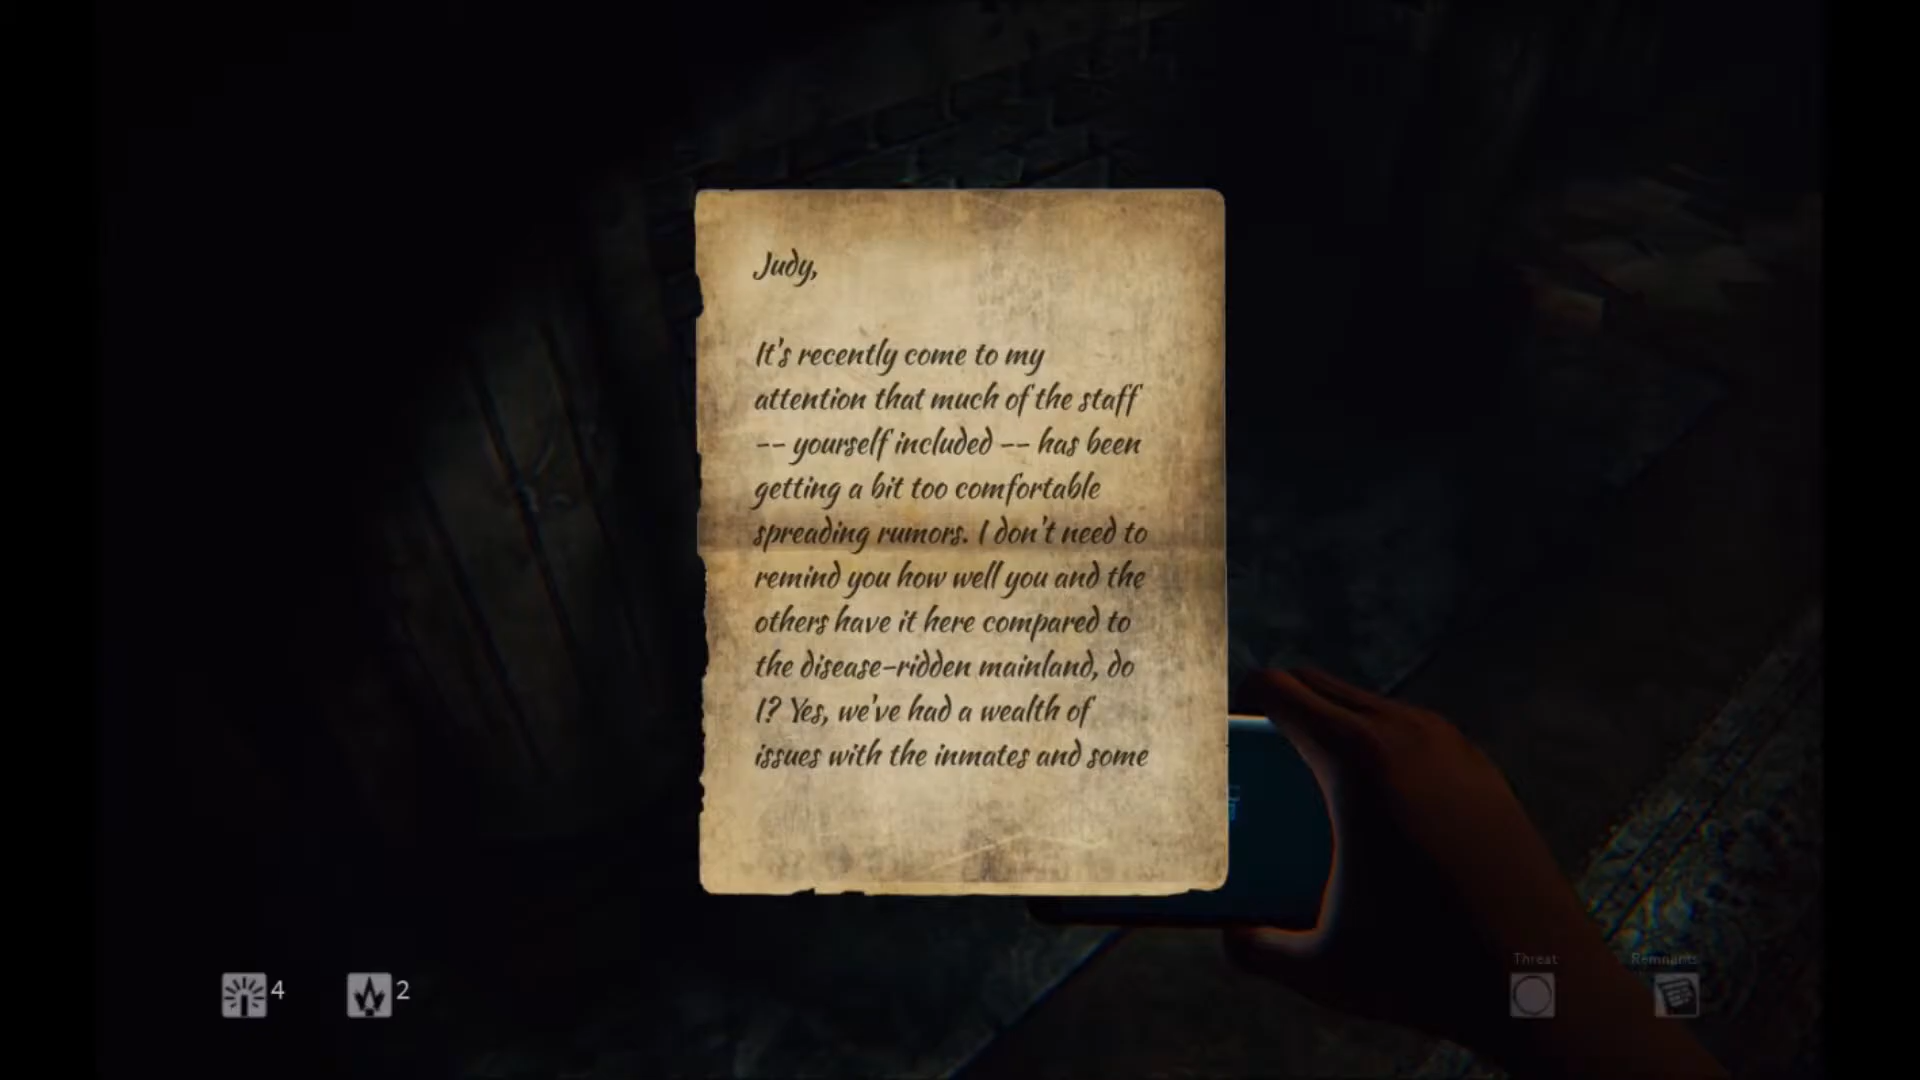 Judy,
It's recently come to my
attention that much of the staff
-- yourself included -- has been
getting a bit too comfortable
spreading rumors. I don't need to
remind you how well you and the
others have it here compared to
the disease-ridden mainland, do
I? Yes, we've had a wealth of
issues with the inmates and some
4
2
Threat
Remnants